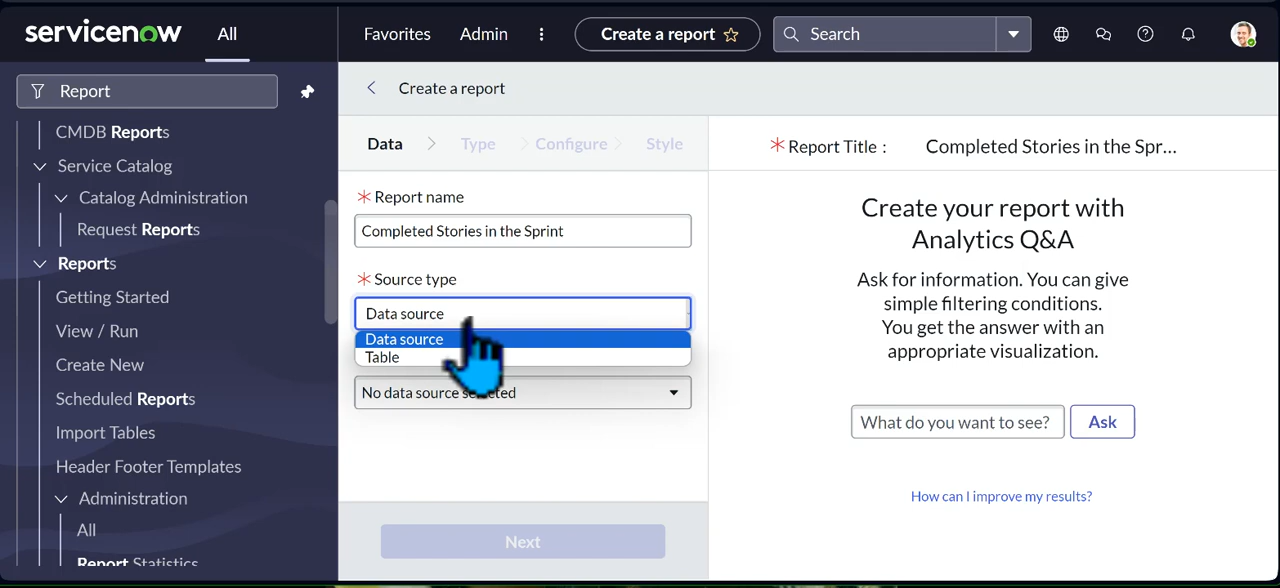 servicenow
All
Favorites
Admin
Create a report
Search
Report
CMDB Reports
Service Catalog
Catalog Administration
Request Reports
Reports
Getting Started
View / Run
Create New
Scheduled Reports
Import Tables
Header Footer Templates
Administration
All
Report Statistics
Create a report
Data
Type
Configure
Style
* Report name
Completed Stories in the Sprint
* Source type
Data source
Data source
Table
No data source selected
Next
* Report Title :
Completed Stories in the Spr...
Create your report with
Analytics Q&A
Ask for information. You can give
simple filtering conditions.
You get the answer with an
appropriate visualization.
What do you want to see?
Ask
How can I improve my results?